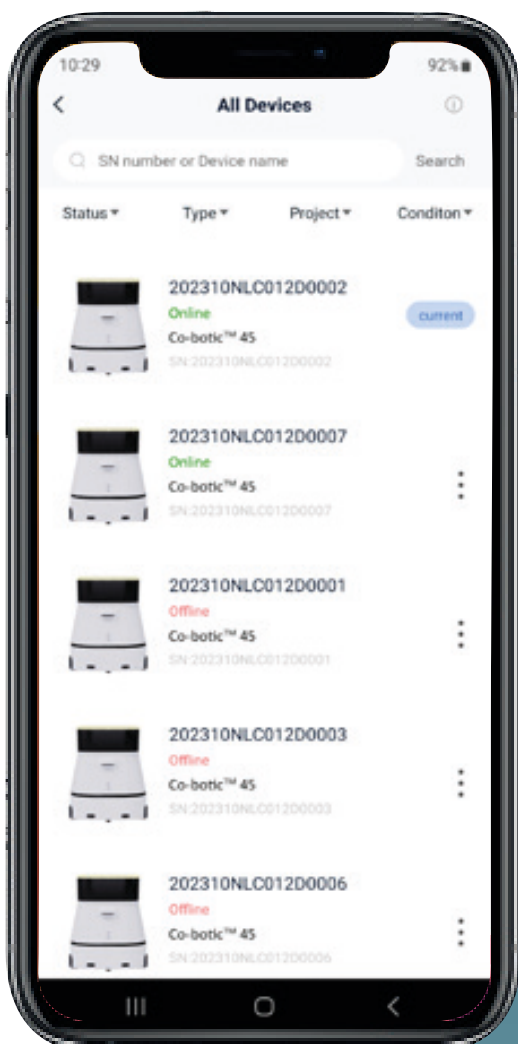 10:29
92%
All Devices
SN number or Device name
Search
Status
Type
Project
Conditon
202310NLC012D0002
Online
current
Co-botic™ 45
SN:202310NLC012D0002
202310NLC012D0007
Online
Co-botic™ 45
SN:202310NLC012D0007
202310NLC012D0001
Offline
Co-botic™ 45
SN:202310NLC012D0001
202310NLC012D0003
Offline
Co-botic™ 45
SN:202310NLC012D0003
202310NLC012D0006
Offline
Co-botic™ 45
SN:202310NLC012D0006